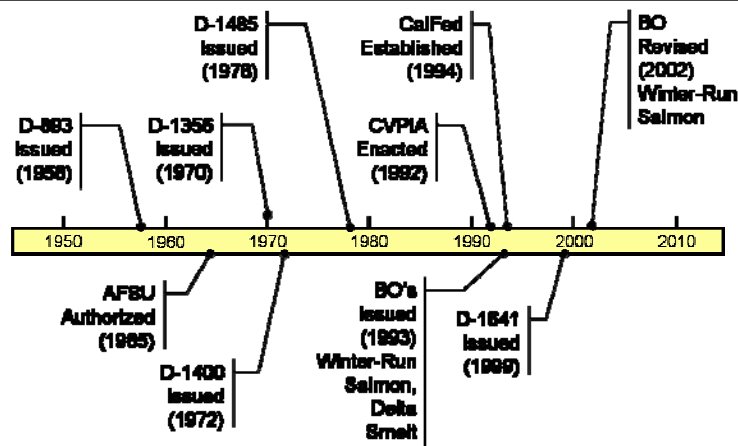 D-1485
Issued
(1978)
CalFed
Established
(1994)
BO
Revised
(2002)
Winter-Run
Salmon
D-893
Issued
(1958)
D-1356
Issued
(1970)
CVPIA
Enacted
(1992)
1950 1960 1970 1980 1990 2000 2010
AFSU
Authorized
(1965)
D-1400
Issued
(1972)
BO's
Issued
(1993)
Winter-Run
Salmon,
Delta
Smelt
D-1641
Issued
(1999)